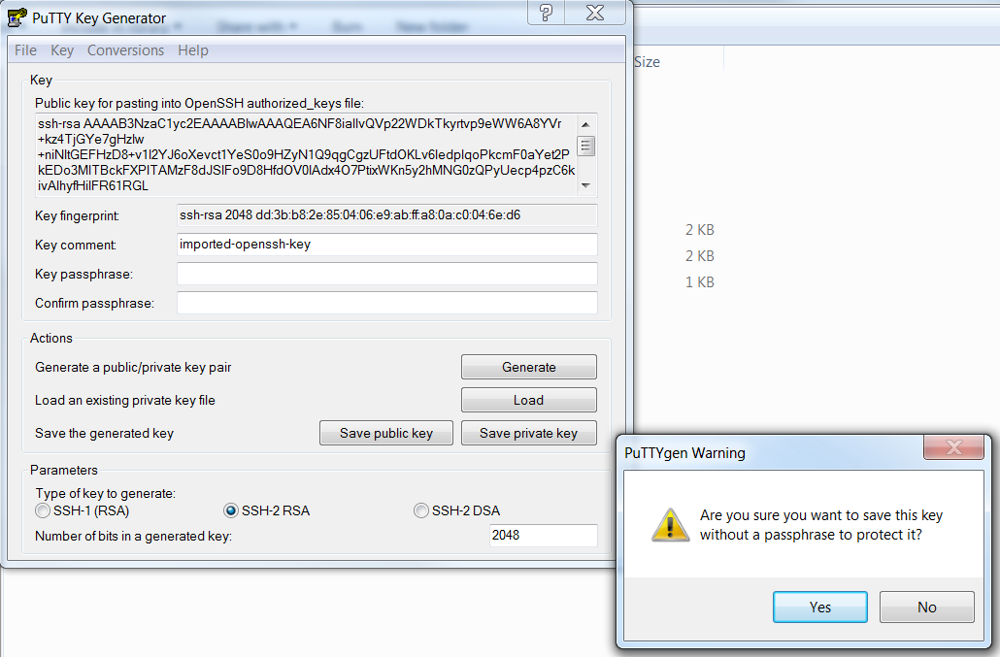 PuTTY Key Generator
File Key Conversions Help
Size
Key
Public key for pasting into OpenSSH authorized_keys file:
ssh-rsa AAAAB3NzaC1yc2EAAAABIwAAAQEA6NF8iallvQVp22WDkTkyrtvp9eWW6A8YVr
+kz4TjGYe7gHzIw
+niNltGEFHzD8+v1I2YJ6oXevct1YeS0o9HZyN1Q9qgCgzUFtdOKLv6IedplqoPkcmF0aYet2P
kEDo3MlTBckFXPITAMzF8dJSIFo9D8HfdOV0IAdx4O7PtixWKn5y2hMNG0zQPyUecp4pzC6k
ivAlhyfHilFR61RGL
Key fingerprint:
ssh-rsa 2048 dd:3b:b8:2e:85:04:06:e9:ab:ff:a8:0a:c0:04:6e:d6
Key comment:
imported-openssh-key
Key passphrase:
Confirm passphrase:
2 KB
2 KB
1 KB
Actions
Generate a public/private key pair
Generate
Load an existing private key file
Load
Save the generated key
Save public key
Save private key
Parameters
Type of key to generate:
SSH-1 (RSA)
SSH-2 RSA
SSH-2 DSA
Number of bits in a generated key:
2048
PuTTYgen Warning
Are you sure you want to save this key
without a passphrase to protect it?
Yes
No